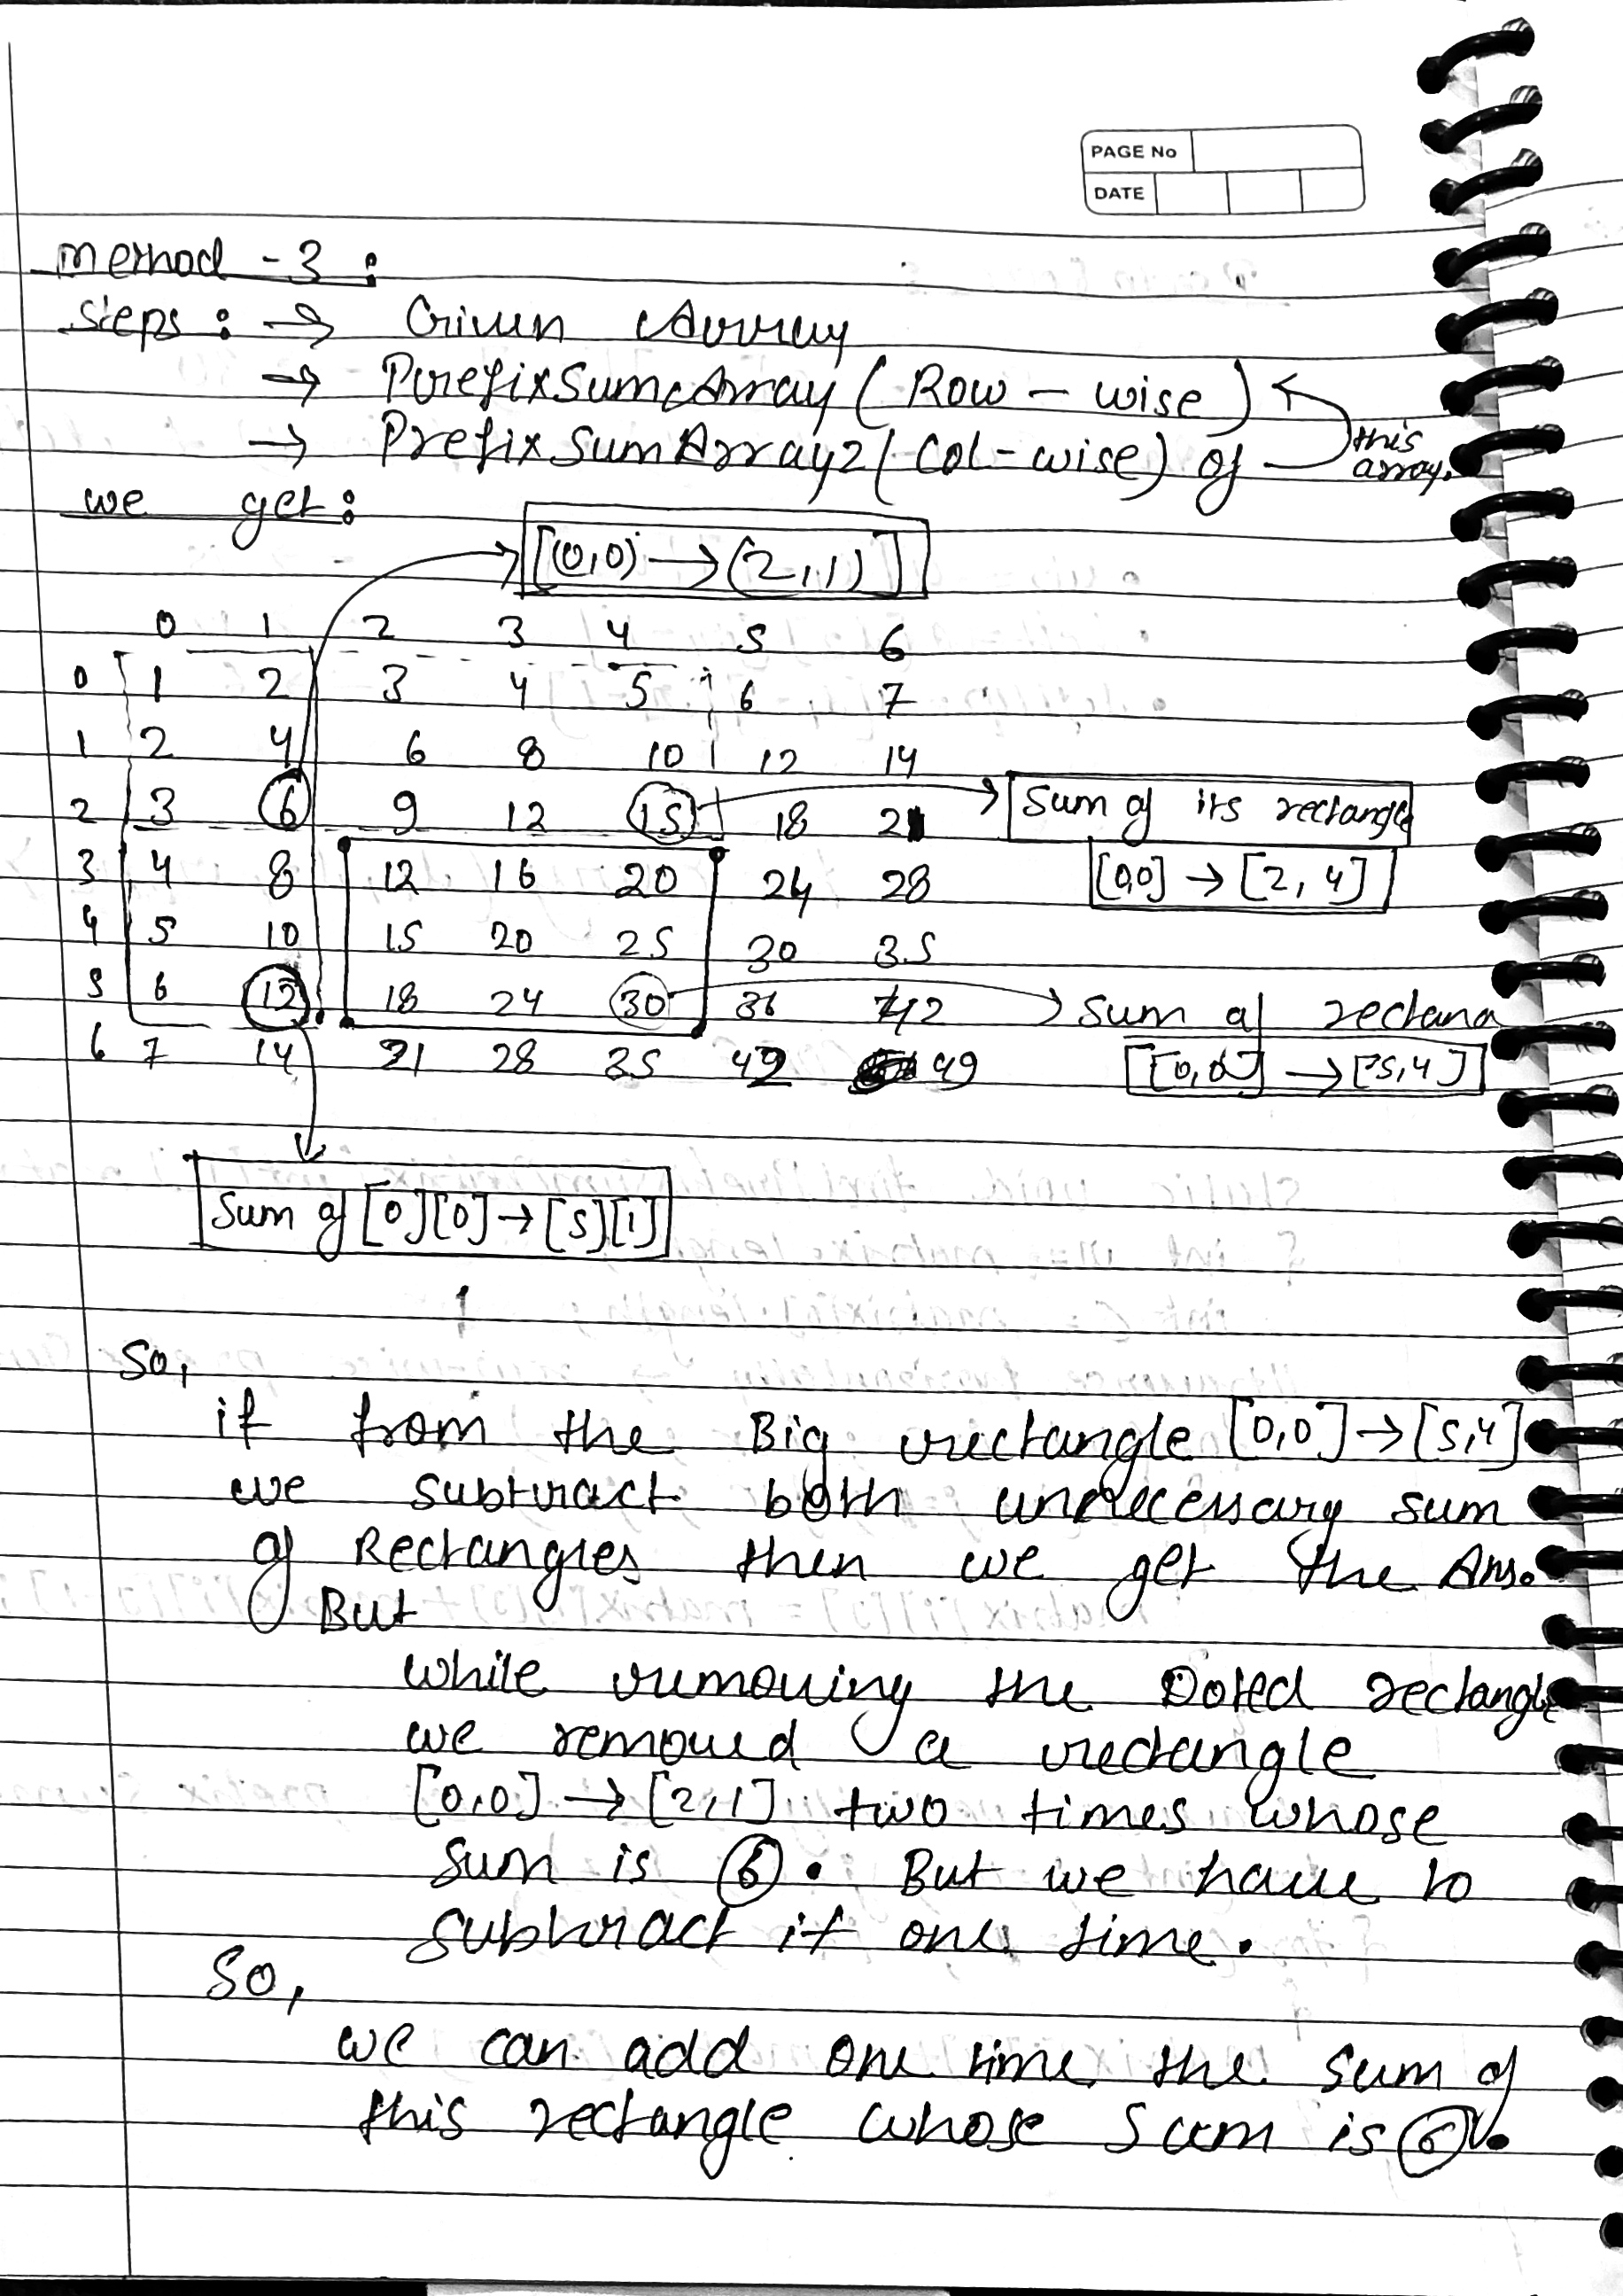 PAGE No
DATE
method - 3 :
steps : → Given Array
→ PrefixSumArray (Row - wise)
→ PrefixSumArray2 (Col - wise) of this array.
we get :
[(0,0) → (2,1)]
0 1 2 3 4 5 6
0 1 2 3 4 5 6 7
1 2 4 6 8 10 12 14
2 3 6 9 12 15 18 21 → Sum of its rectangle
[0,0] → [2,4]
3 4 8 12 16 20 24 28
4 5 10 15 20 25 30 35
5 6 12 18 24 30 36 42 → Sum of rectang
[[0,0] → [5,4]]
6 7 14 21 28 35 42 49
Sum of [0][0] → [5][1]
So,
if from the Big rectangle [0,0] → [5,4]
we subtract both unnecessary sum
of Rectangles then we get the Ans.
But
while removing the Doted rectangle
we removed a rectangle
[0,0] → [2,1] two times whose
sum is 6. But we have to
subtract it one time.
So,
we can add one time the sum of
this rectangle whose sum is 6.